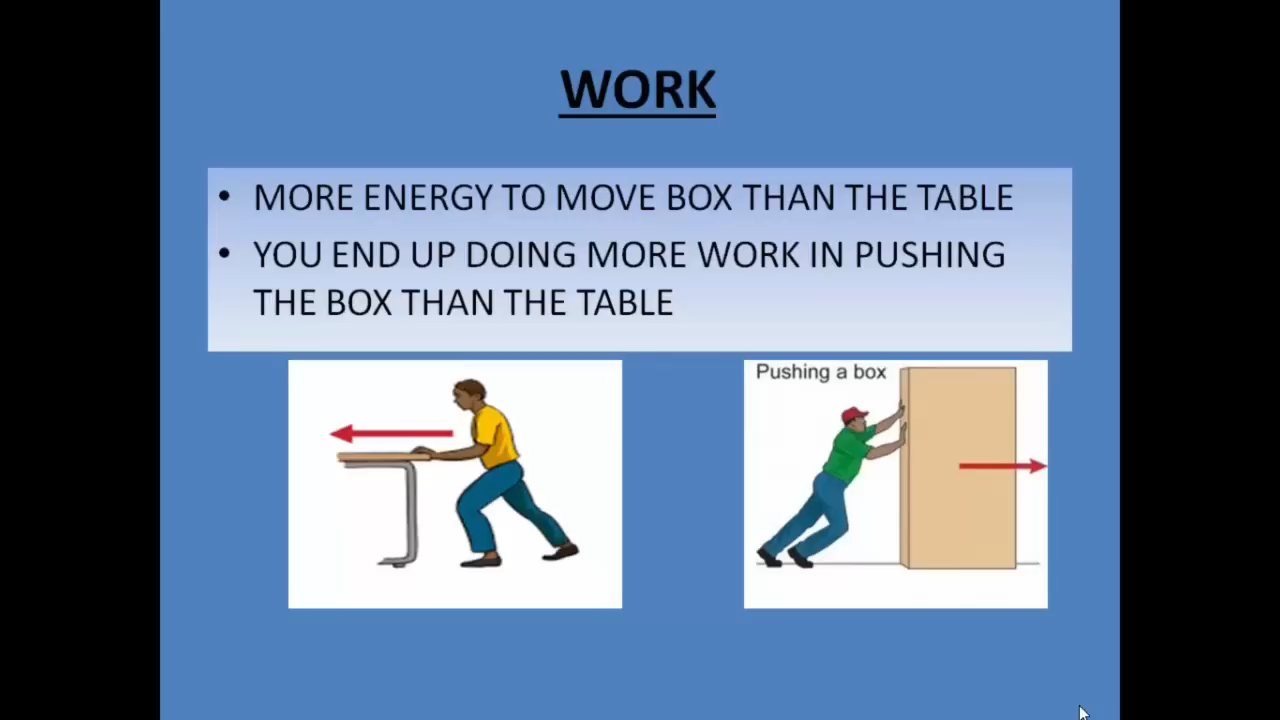 WORK
• MORE ENERGY TO MOVE BOX THAN THE TABLE
• YOU END UP DOING MORE WORK IN PUSHING
THE BOX THAN THE TABLE
Pushing a box